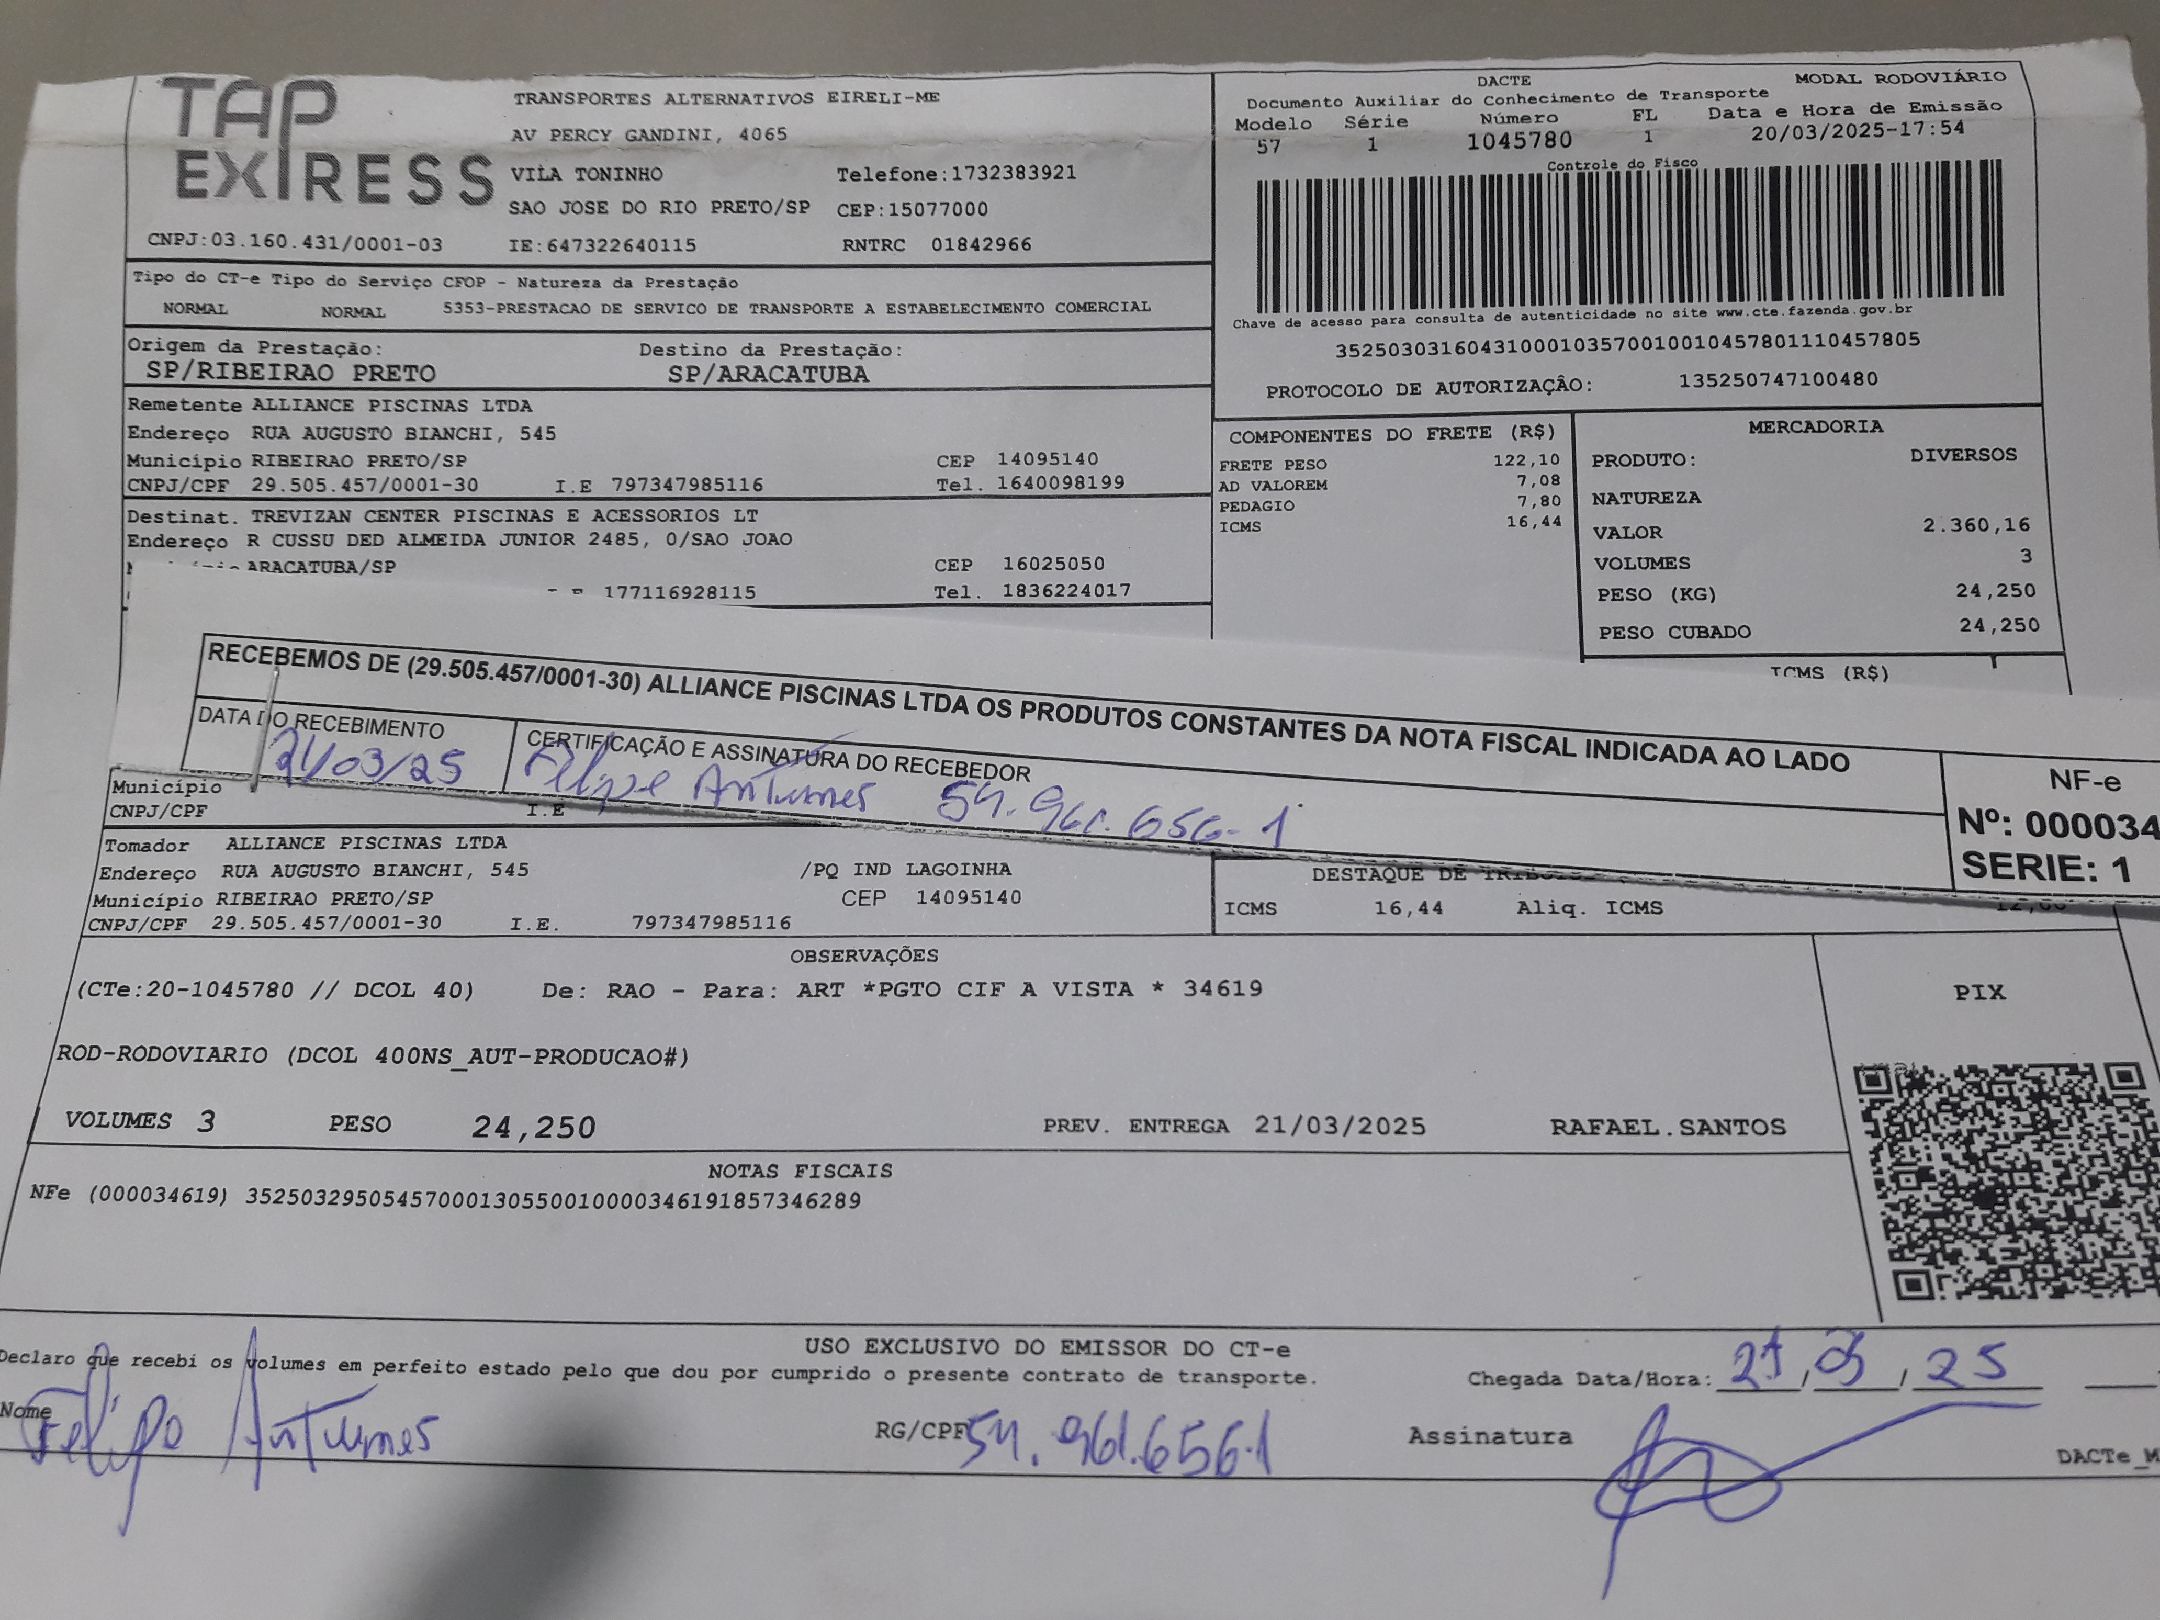 TAP EXPRESS
TRANSPORTES ALTERNATIVOS EIRELI-ME
AV PERCY GANDINI, 4065
VILA TONINHO Telefone:1732383921
SAO JOSE DO RIO PRETO/SP CEP:15077000
CNPJ:03.160.431/0001-03 IE:647322640115 RNTRC 01842966
DACTE MODAL RODOVIÁRIO
Documento Auxiliar do Conhecimento de Transporte
Modelo Série Número FL Data e Hora de Emissão
57 1 1045780 1 20/03/2025-17:54
Controle do Fisco
Chave de acesso para consulta de autenticidade no site www.cte.fazenda.gov.br
35250303160431000103570010010457801110457805
PROTOCOLO DE AUTORIZAÇÂO: 135250747100480
Tipo do CT-e Tipo do Serviço CFOP - Natureza da Prestação
NORMAL NORMAL 5353-PRESTACAO DE SERVICO DE TRANSPORTE A ESTABELECIMENTO COMERCIAL
Origem da Prestação: Destino da Prestação:
SP/RIBEIRAO PRETO SP/ARACATUBA
Remetente ALLIANCE PISCINAS LTDA
Endereço RUA AUGUSTO BIANCHI, 545
Município RIBEIRAO PRETO/SP CEP 14095140
CNPJ/CPF 29.505.457/0001-30 I.E 797347985116 Tel. 1640098199
Destinat. TREVIZAN CENTER PISCINAS E ACESSORIOS LT
Endereço R CUSSU DED ALMEIDA JUNIOR 2485, 0/SAO JOAO
ARACATUBA/SP CEP 16025050
177116928115 Tel. 1836224017
COMPONENTES DO FRETE (R$)
FRETE PESO 122,10
AD VALOREM 7,08
PEDAGIO 7,80
ICMS 16,44
MERCADORIA
PRODUTO: DIVERSOS
NATUREZA
VALOR 2.360,16
VOLUMES 3
PESO (KG) 24,250
PESO CUBADO 24,250
ICMS (R$)
RECEBEMOS DE (29.505.457/0001-30) ALLIANCE PISCINAS LTDA OS PRODUTOS CONSTANTES DA NOTA FISCAL INDICADA AO LADO
DATA DO RECEBIMENTO CERTIFICAÇÃO E ASSINATURA DO RECEBEDOR
21/03/25 Felipe Antunes 54.961.656-1
NF-e
Nº: 000034
SERIE: 1
Município
CNPJ/CPF I.E
Tomador ALLIANCE PISCINAS LTDA
Endereço RUA AUGUSTO BIANCHI, 545 /PQ IND LAGOINHA
Município RIBEIRAO PRETO/SP CEP 14095140
CNPJ/CPF 29.505.457/0001-30 I.E. 797347985116
DESTAQUE DE
ICMS 16,44 Aliq. ICMS
OBSERVAÇÕES
(CTe:20-1045780 // DCOL 40) De: RAO - Para: ART *PGTO CIF A VISTA * 34619
PIX
ROD-RODOVIARIO (DCOL 400NS_AUT-PRODUCAO#)
VOLUMES 3 PESO 24,250 PREV. ENTREGA 21/03/2025 RAFAEL.SANTOS
NOTAS FISCAIS
NFe (000034619) 35250329505457000130550010000346191857346289
USO EXCLUSIVO DO EMISSOR DO CT-e
Declaro que recebi os volumes em perfeito estado pelo que dou por cumprido o presente contrato de transporte.
Chegada Data/Hora: 21/03/25
Nome Felipe Antunes RG/CPF 54.961.656-1 Assinatura
DACTe_M